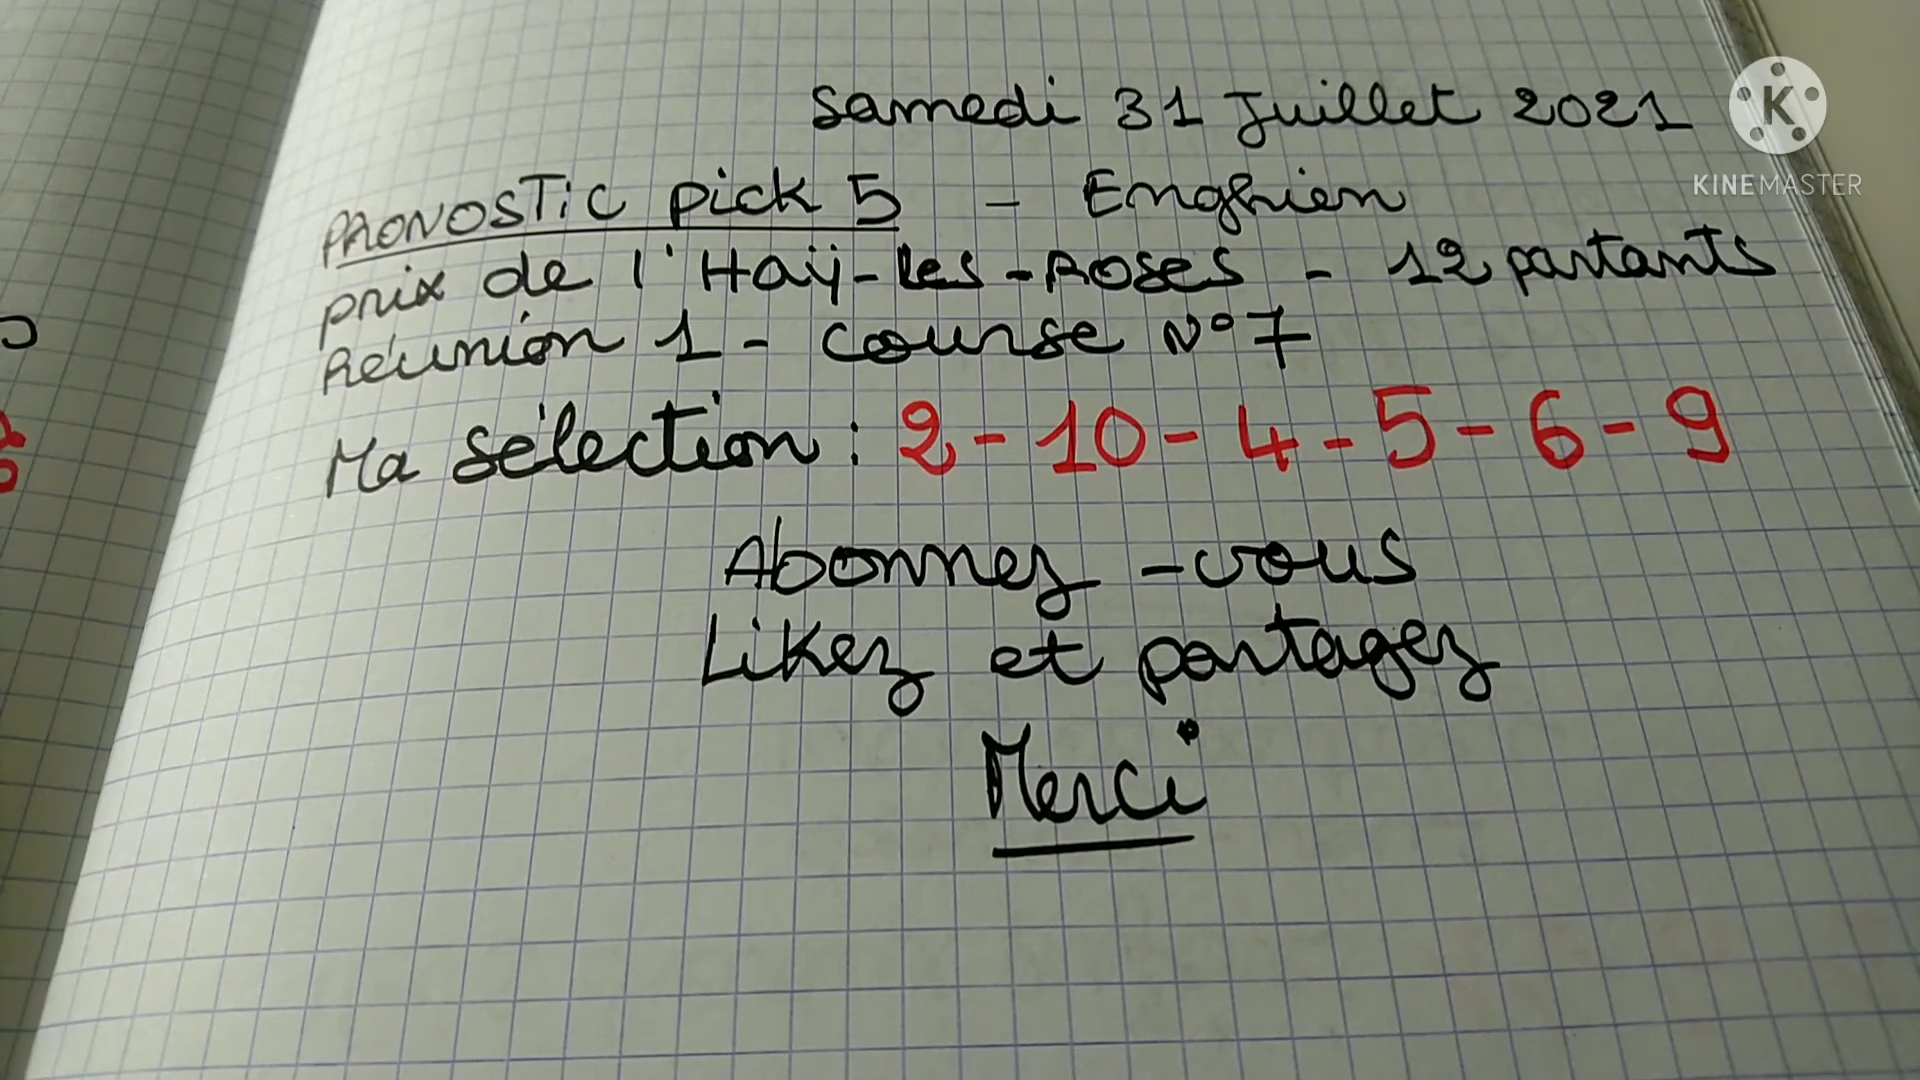 Samedi 31 Juillet 2021
KINEMASTER
PRONOSTIC PICK 5 - Enghien
prix de l'Haÿ-les-Roses - 12 partants
Réunion 1 - course N°7
Ma sélection : 2 - 10 - 4 - 5 - 6 - 9
Abonnez-vous
Likez et partagez
Merci